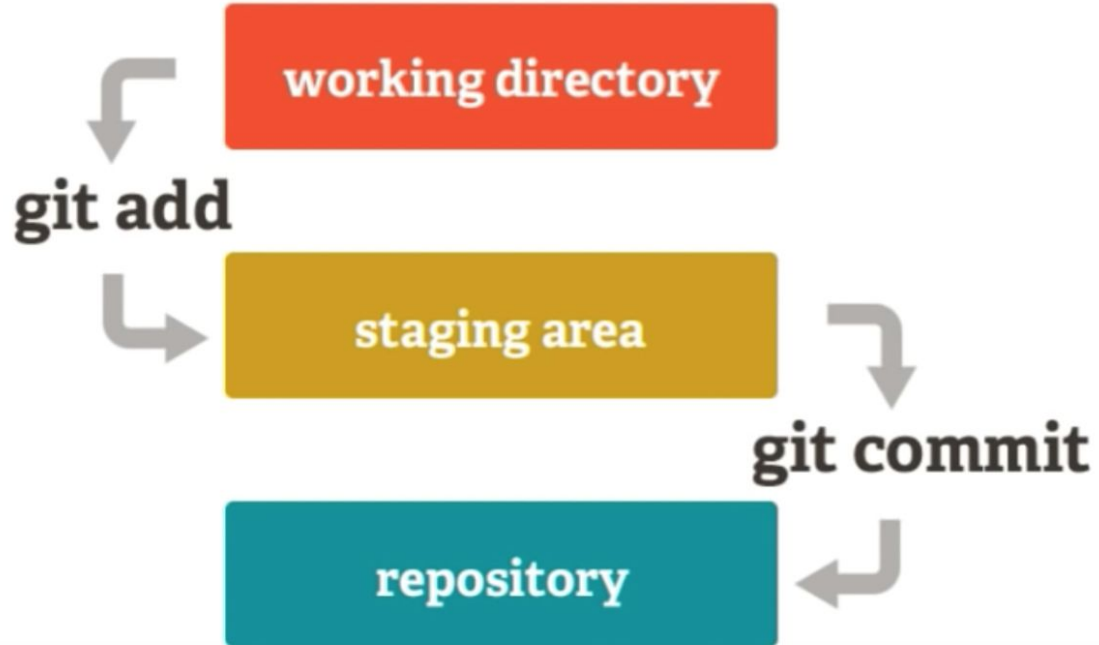 working directory
git add
staging area
git commit
repository